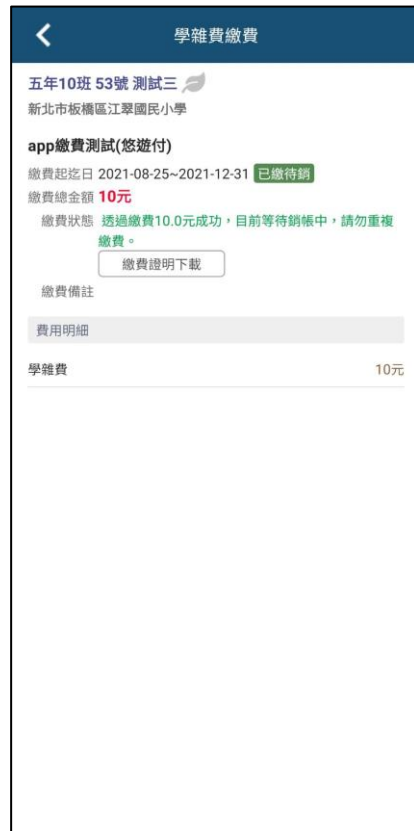 學雜費繳費
五年10班 53號 測試三
新北市板橋區江翠國民小學
app繳費測試(悠遊付)
繳費起迄日 2021-08-25~2021-12-31 已繳待銷
繳費總金額 10元
繳費狀態 透過繳費10.0元成功，目前等待銷帳中，請勿重複
繳費。
繳費證明下載
繳費備註
費用明細
學雜費 10元